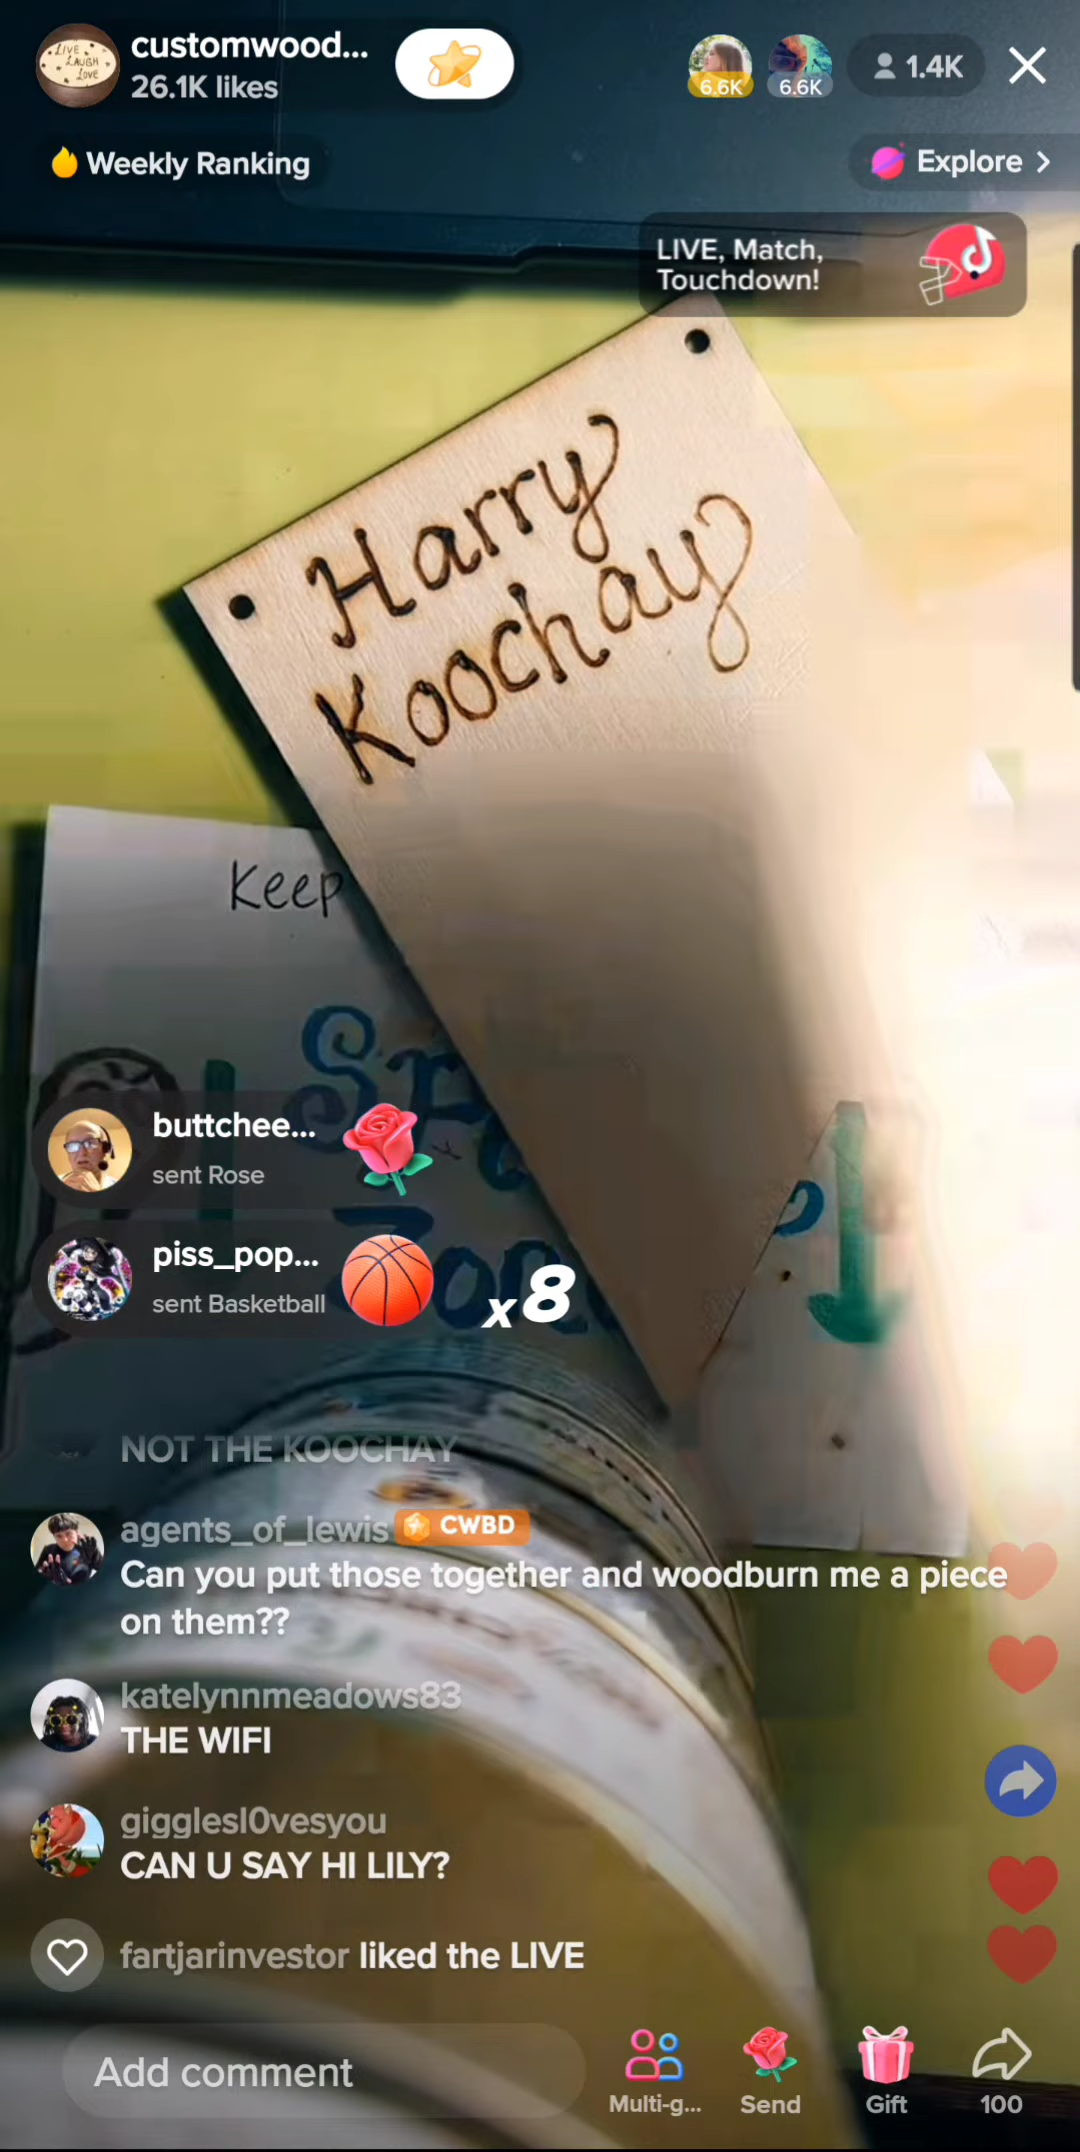 customwood...
26.1K likes
6.6K
6.6K
1.4K
Weekly Ranking
Explore >
LIVE, Match,
Touchdown!
Harry
Koochay
Keep
buttchee...
sent Rose
piss_pop...
sent Basketball
x8
NOT THE KOOCHAY
agents_of_lewis CWBD
Can you put those together and woodburn me a piece
on them??
katelynnmeadows83
THE WIFI
gigglesl0vesyou
CAN U SAY HI LILY?
fartjarinvestor liked the LIVE
Add comment
Multi-g...
Send
Gift
100